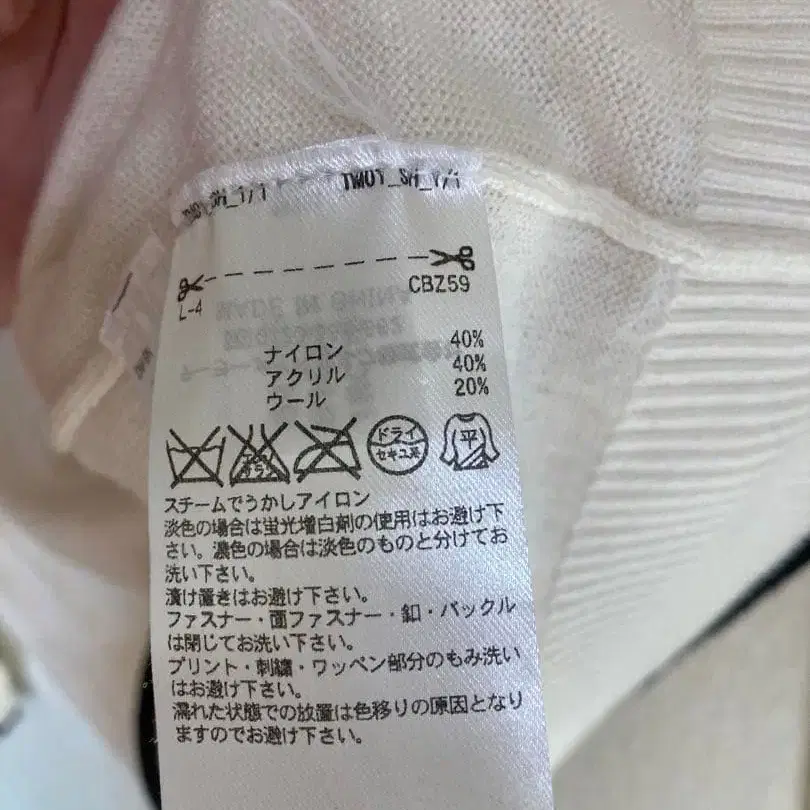 TM01_SH_1/1
L-4
CBZ59
ナイロン 40%
アクリル 40%
ウール 20%
ドライ
セキユ系
平
スチームでうかしアイロン
淡色の場合は蛍光増白剤の使用はお避け下
さい。濃色の場合は淡色のものと分けてお
洗い下さい。
漬け置きはお避け下さい。
ファスナー・面ファスナー・釦・バックル
は閉じてお洗い下さい。
プリント・刺繍・ワッペン部分のもみ洗い
はお避け下さい。
濡れた状態での放置は色移りの原因となり
ますのでお避け下さい。